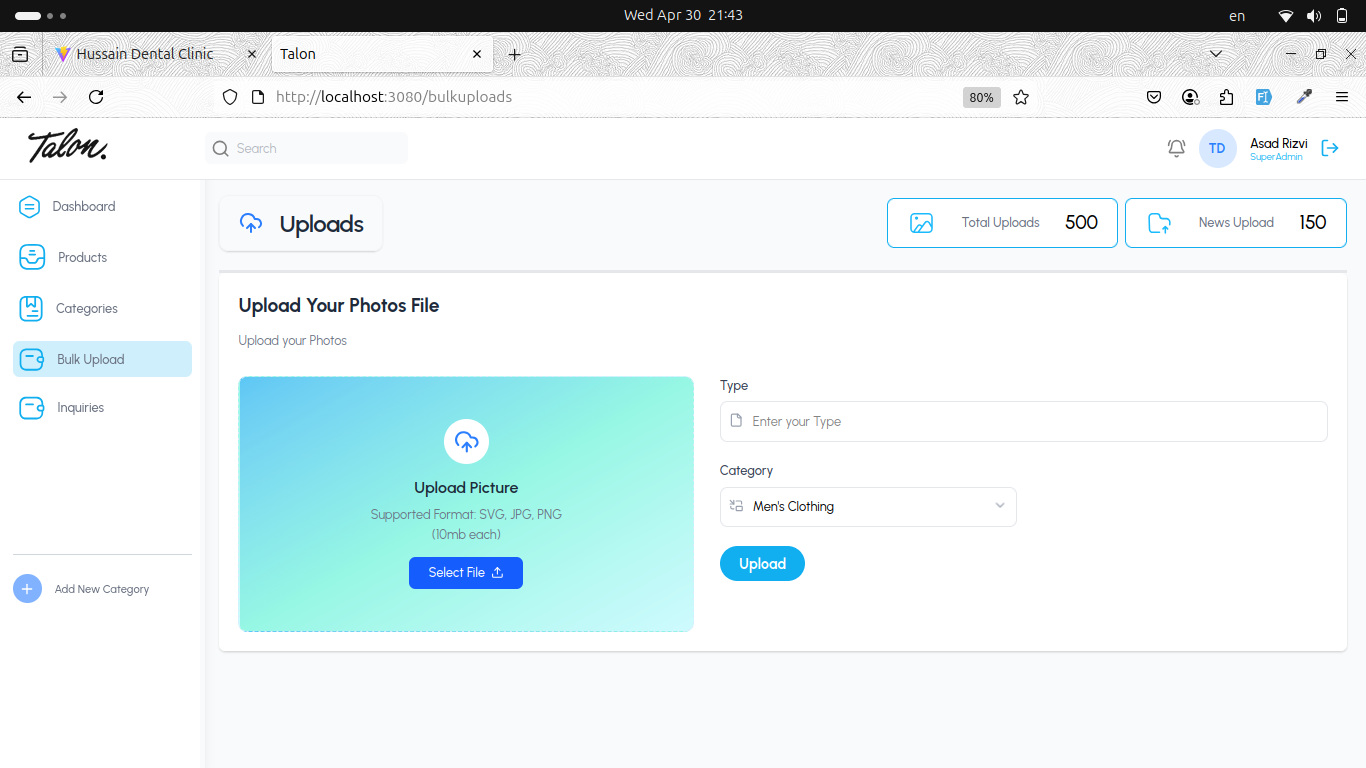 Wed Apr 30 21:43
en
Hussain Dental Clinic
Talon
http://localhost:3080/bulkuploads
80%
Talon.
Search
TD
Asad Rizvi
SuperAdmin
Dashboard
Products
Categories
Bulk Upload
Inquiries
Add New Category
Uploads
Total Uploads 500
News Upload 150
Upload Your Photos File
Upload your Photos
Upload Picture
Supported Format: SVG, JPG, PNG
(10mb each)
Select File
Type
Enter your Type
Category
Men's Clothing
Upload